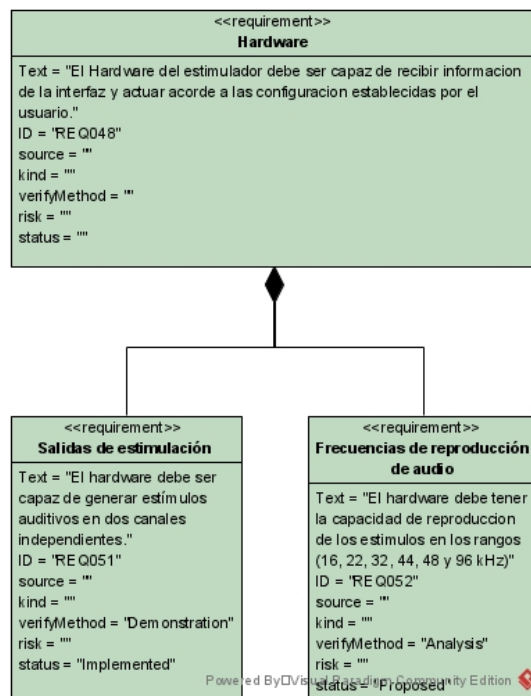 <<requirement>>
Hardware
Text = "El Hardware del estimulador debe ser capaz de recibir informacion
de la interfaz y actuar acorde a las configuracion establecidas por el
usuario."
ID = "REQ048"
source = ""
kind = ""
verifyMethod = ""
risk = ""
status = ""
<<requirement>>
Salidas de estimulación
Text = "El hardware debe ser
capaz de generar estímulos
auditivos en dos canales
independientes."
ID = "REQ051"
source = ""
kind = ""
verifyMethod = "Demonstration"
risk = ""
status = "Implemented"
<<requirement>>
Frecuencias de reproducción
de audio
Text = "El hardware debe tener
la capacidad de reproduccion
de los estimulos en los rangos
(16, 22, 32, 44, 48 y 96 kHz)"
ID = "REQ052"
source = ""
kind = ""
verifyMethod = "Analysis"
risk = ""
status = "Proposed"
Powered By Visual Paradigm Community Edition